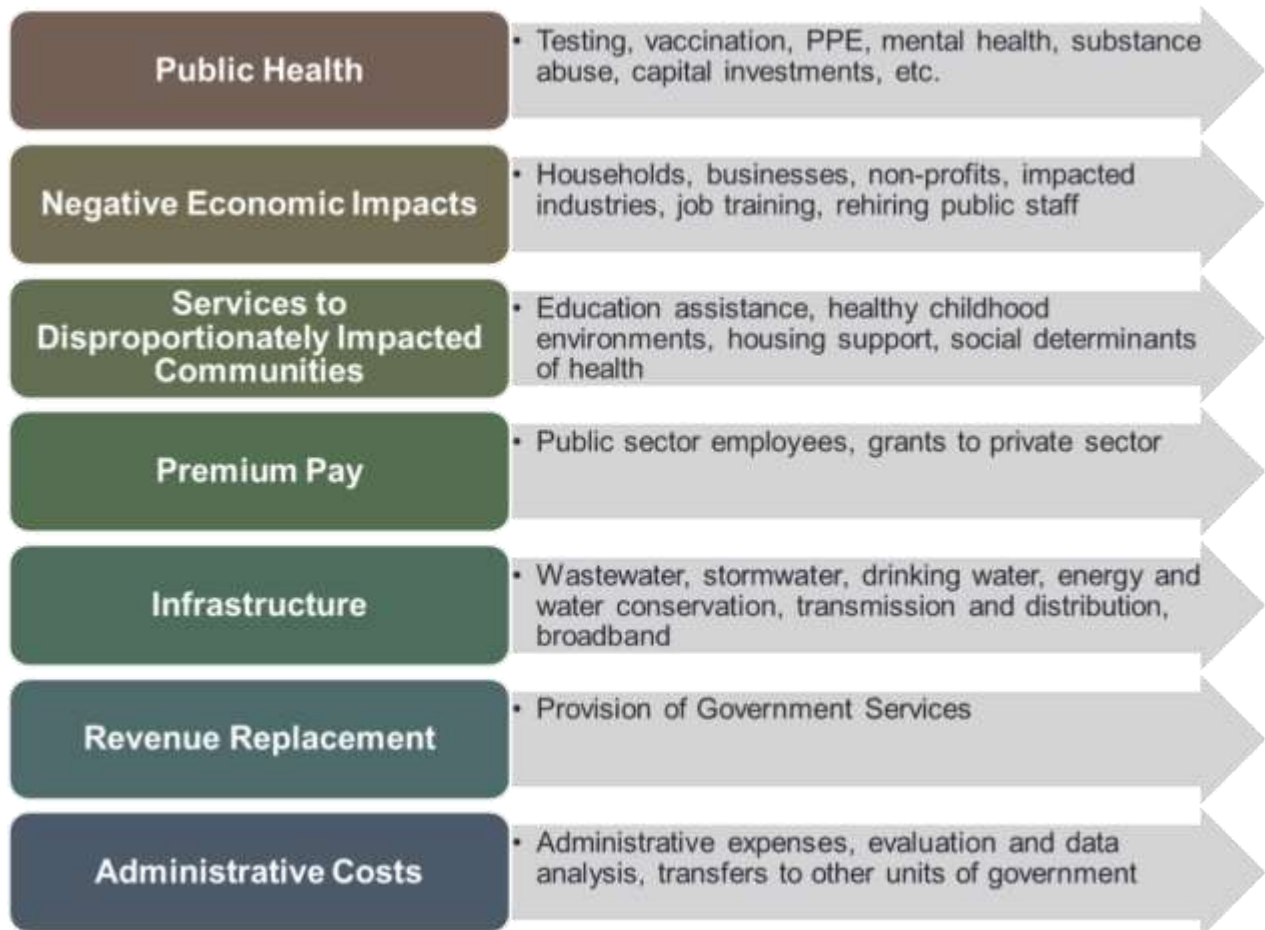 Public Health
• Testing, vaccination, PPE, mental health, substance
abuse, capital investments, etc.
Negative Economic Impacts
• Households, businesses, non-profits, impacted
industries, job training, rehiring public staff
Services to
Disproportionately Impacted
Communities
• Education assistance, healthy childhood
environments, housing support, social determinants
of health
Premium Pay
• Public sector employees, grants to private sector
Infrastructure
• Wastewater, stormwater, drinking water, energy and
water conservation, transmission and distribution,
broadband
Revenue Replacement
• Provision of Government Services
Administrative Costs
• Administrative expenses, evaluation and data
analysis, transfers to other units of government